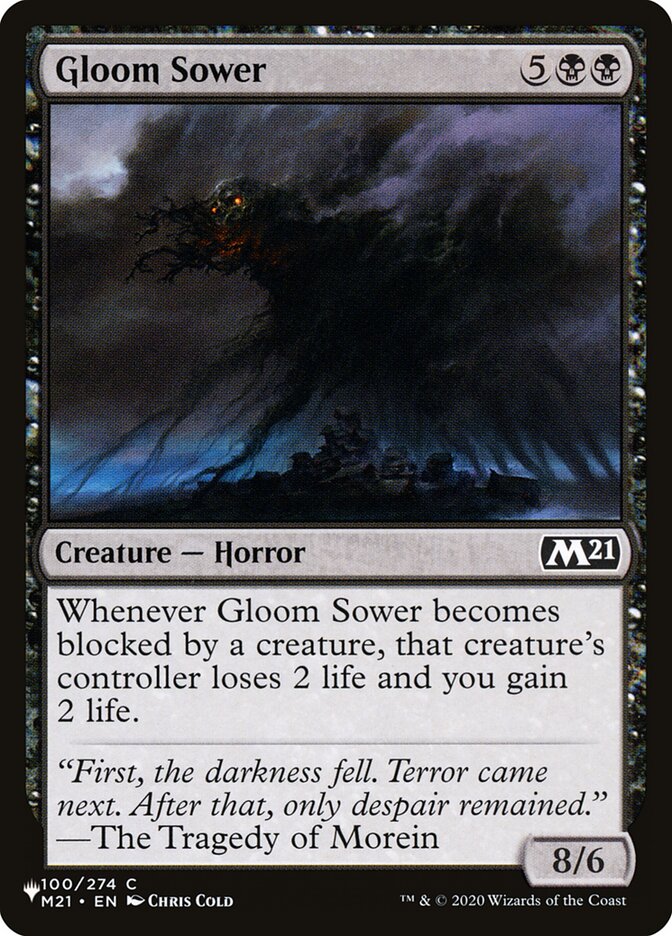 Gloom Sower 5
Creature — Horror
M21
Whenever Gloom Sower becomes
blocked by a creature, that creature's
controller loses 2 life and you gain
2 life.
“First, the darkness fell. Terror came
next. After that, only despair remained.”
—The Tragedy of Morein
8/6
100/274 C
M21 • EN Chris Cold
™ & © 2020 Wizards of the Coast